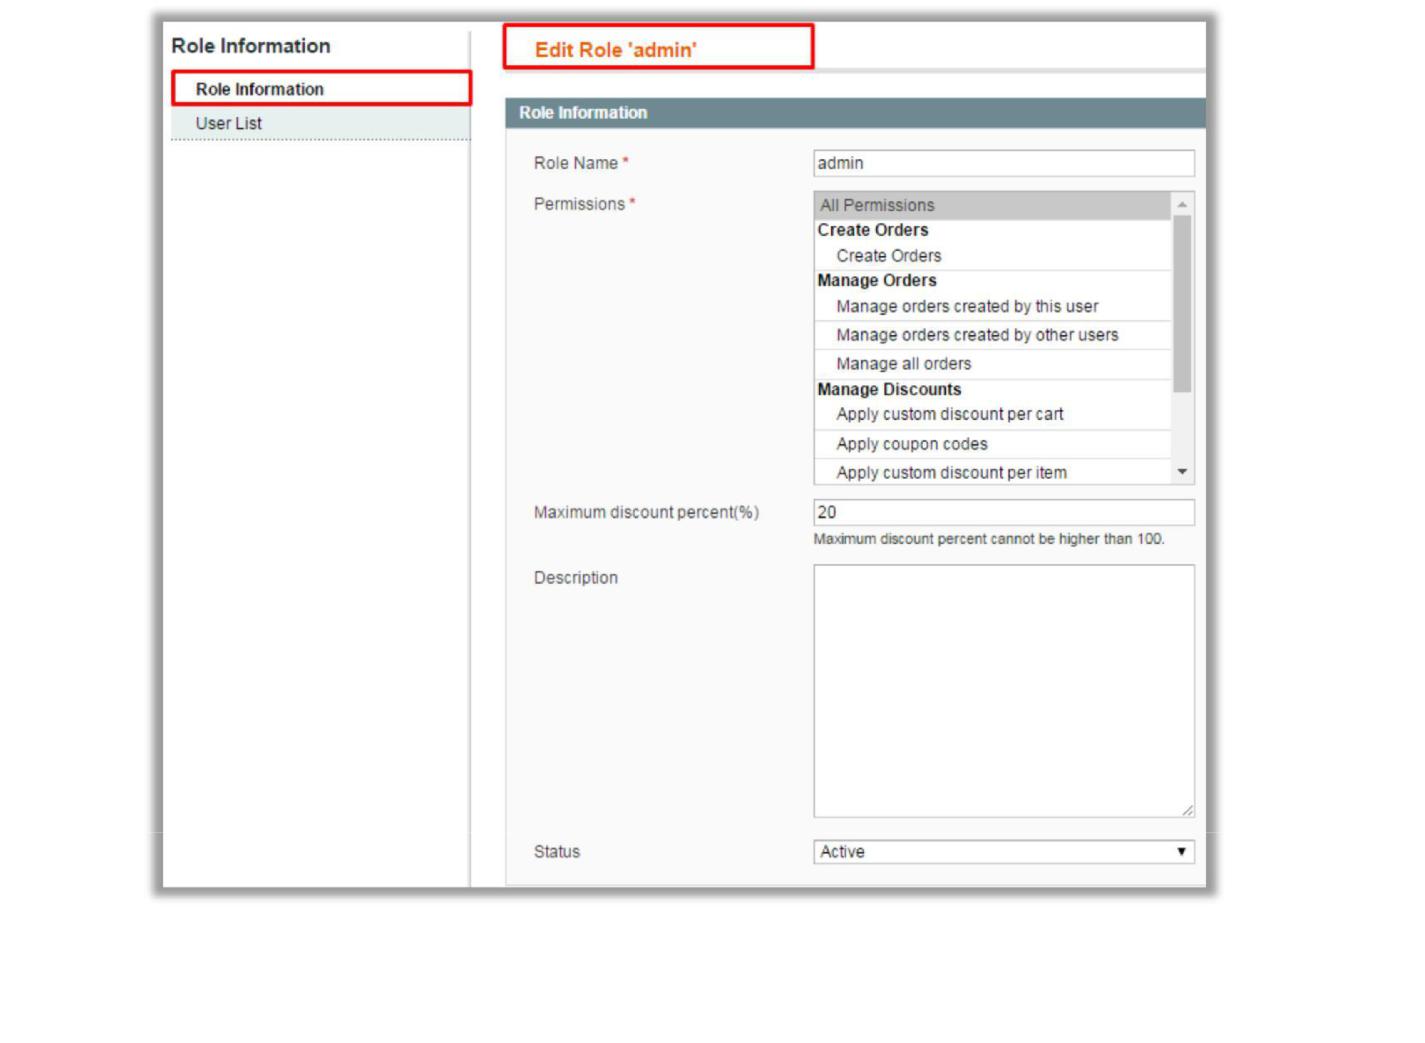 Role Information
Role Information
User List
Edit Role 'admin'
Role Information
Role Name *
admin
Permissions *
All Permissions
Create Orders
Create Orders
Manage Orders
Manage orders created by this user
Manage orders created by other users
Manage all orders
Manage Discounts
Apply custom discount per cart
Apply coupon codes
Apply custom discount per item
Maximum discount percent(%)
20
Maximum discount percent cannot be higher than 100.
Description
Status
Active